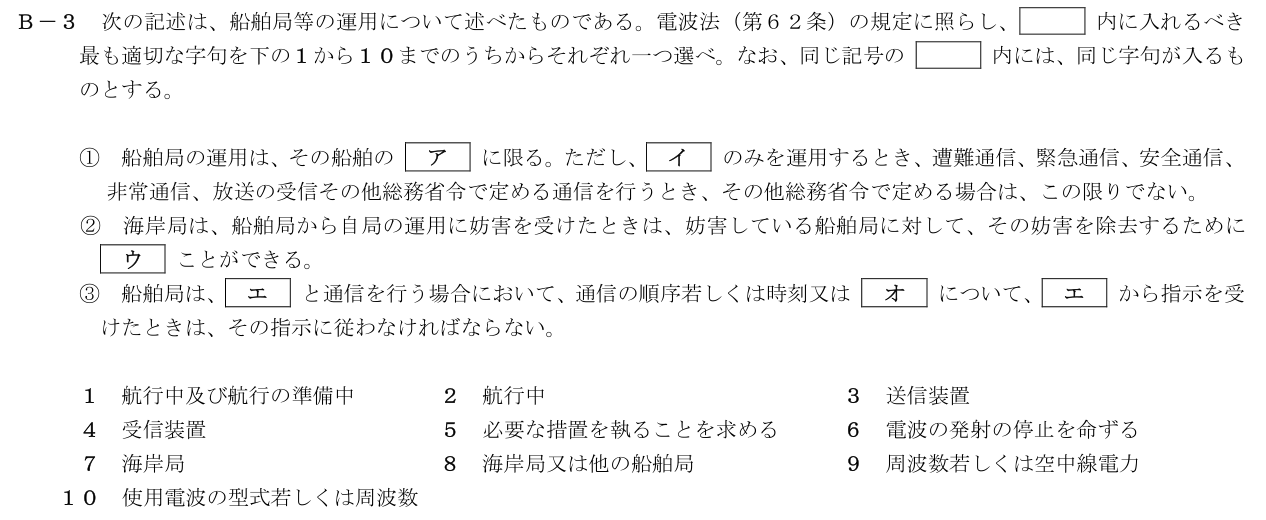 Ｂ－３　次の記述は、船舶局等の運用について述べたものである。電波法（第６２条）の規定に照らし、　　　内に入れるべき
最も適切な字句を下の１から１０までのうちからそれぞれ一つ選べ。なお、同じ記号の　　　内には、同じ字句が入るも
のとする。
①　船舶局の運用は、その船舶の ア に限る。ただし、 イ のみを運用するとき、遭難通信、緊急通信、安全通信、
非常通信、放送の受信その他総務省令で定める通信を行うとき、その他総務省令で定める場合は、この限りでない。
②　海岸局は、船舶局から自局の運用に妨害を受けたときは、妨害している船舶局に対して、その妨害を除去するために
ウ ことができる。
③　船舶局は、 エ と通信を行う場合において、通信の順序若しくは時刻又は オ について、 エ から指示を受
けたときは、その指示に従わなければならない。
１　航行中及び航行の準備中　２　航行中　３　送信装置
４　受信装置　５　必要な措置を執ることを求める　６　電波の発射の停止を命ずる
７　海岸局　８　海岸局又は他の船舶局　９　周波数若しくは空中線電力
１０　使用電波の型式若しくは周波数